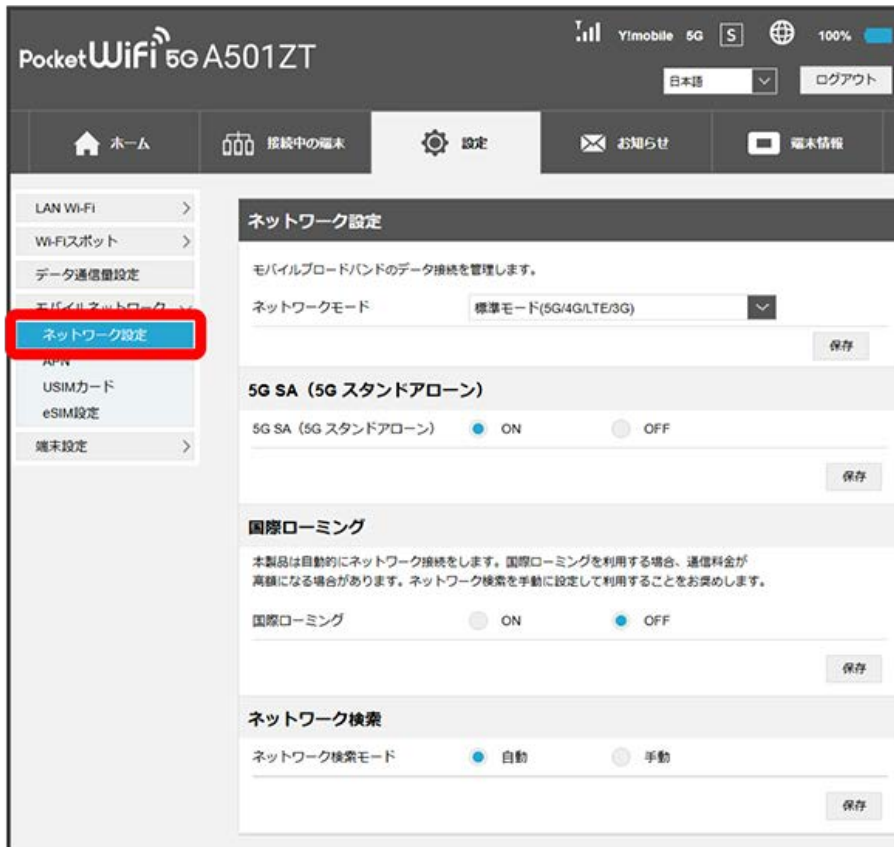 Pocket WiFi 5G A501ZT
Y!mobile 5G S 100%
日本語
ログアウト
ホーム
接続中の端末
設定
お知らせ
端末情報
LAN Wi-Fi
Wi-Fiスポット
データ通信量設定
モバイルネットワーク
ネットワーク設定
APN
USIMカード
eSIM設定
端末設定
ネットワーク設定
モバイルブロードバンドのデータ接続を管理します。
ネットワークモード 標準モード(5G/4G/LTE/3G)
保存
5G SA（5G スタンドアローン）
5G SA（5G スタンドアローン） ON OFF
保存
国際ローミング
本製品は自動的にネットワーク接続をします。国際ローミングを利用する場合、通信料金が
高額になる場合があります。ネットワーク検索を手動に設定して利用することをお奨めします。
国際ローミング ON OFF
保存
ネットワーク検索
ネットワーク検索モード 自動 手動
保存